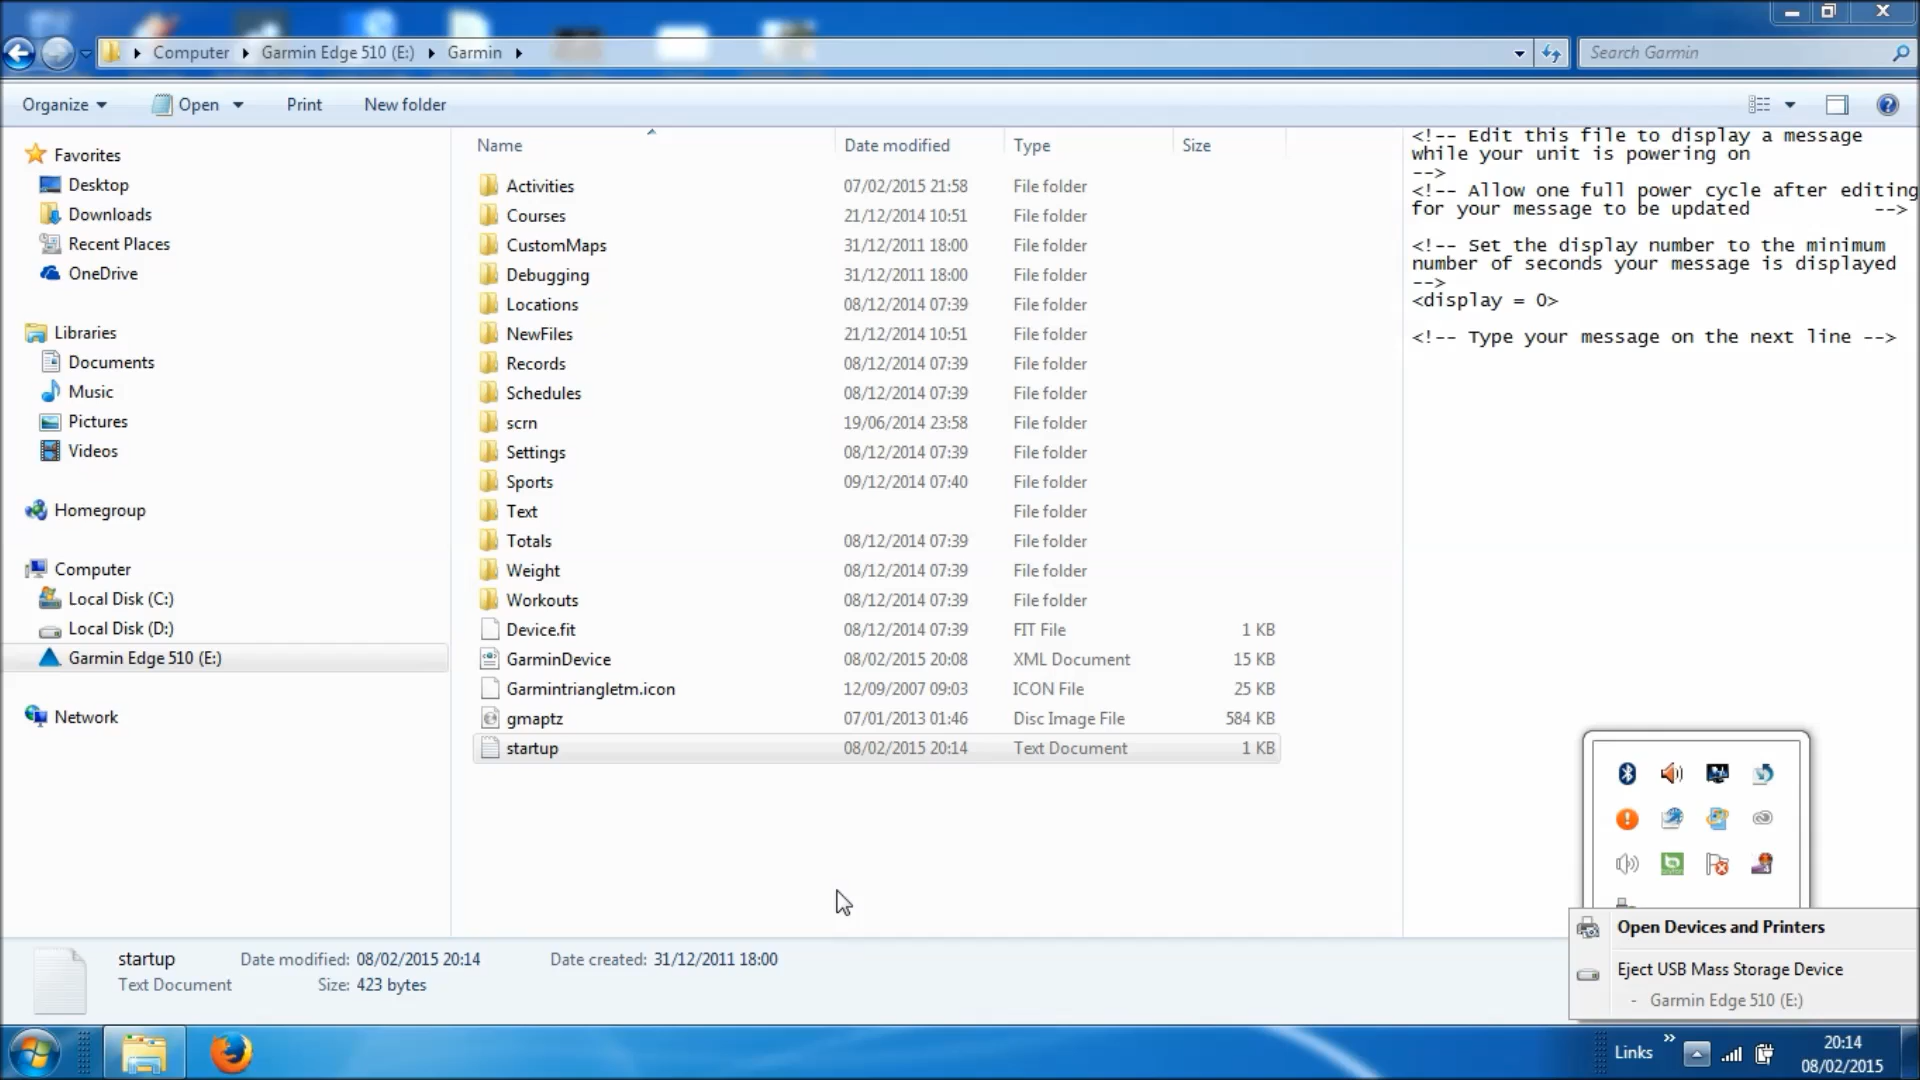 Computer Garmin Edge 510 (E:) Garmin
Search Garmin
Organize Open Print New folder
Name Date modified Type Size
Favorites
Desktop
Downloads
Recent Places
OneDrive
Libraries
Documents
Music
Pictures
Videos
Homegroup
Computer
Local Disk (C:)
Local Disk (D:)
Garmin Edge 510 (E:)
Network
Activities 07/02/2015 21:58 File folder
Courses 21/12/2014 10:51 File folder
CustomMaps 31/12/2011 18:00 File folder
Debugging 31/12/2011 18:00 File folder
Locations 08/12/2014 07:39 File folder
NewFiles 21/12/2014 10:51 File folder
Records 08/12/2014 07:39 File folder
Schedules 08/12/2014 07:39 File folder
scrn 19/06/2014 23:58 File folder
Settings 08/12/2014 07:39 File folder
Sports 09/12/2014 07:40 File folder
Text File folder
Totals 08/12/2014 07:39 File folder
Weight 08/12/2014 07:39 File folder
Workouts 08/12/2014 07:39 File folder
Device.fit 08/12/2014 07:39 FIT File 1 KB
GarminDevice 08/02/2015 20:08 XML Document 15 KB
Garmintriangletm.icon 12/09/2007 09:03 ICON File 25 KB
gmaptz 07/01/2013 01:46 Disc Image File 584 KB
startup 08/02/2015 20:14 Text Document 1 KB
<!-- Edit this file to display a message
while your unit is powering on
-->
<!-- Allow one full power cycle after editing
for your message to be updated -->
<!-- Set the display number to the minimum
number of seconds your message is displayed
-->
<display = 0>
<!-- Type your message on the next line -->
Open Devices and Printers
Eject USB Mass Storage Device
- Garmin Edge 510 (E:)
startup Date modified: 08/02/2015 20:14 Date created: 31/12/2011 18:00
Text Document Size: 423 bytes
Links
20:14
08/02/2015